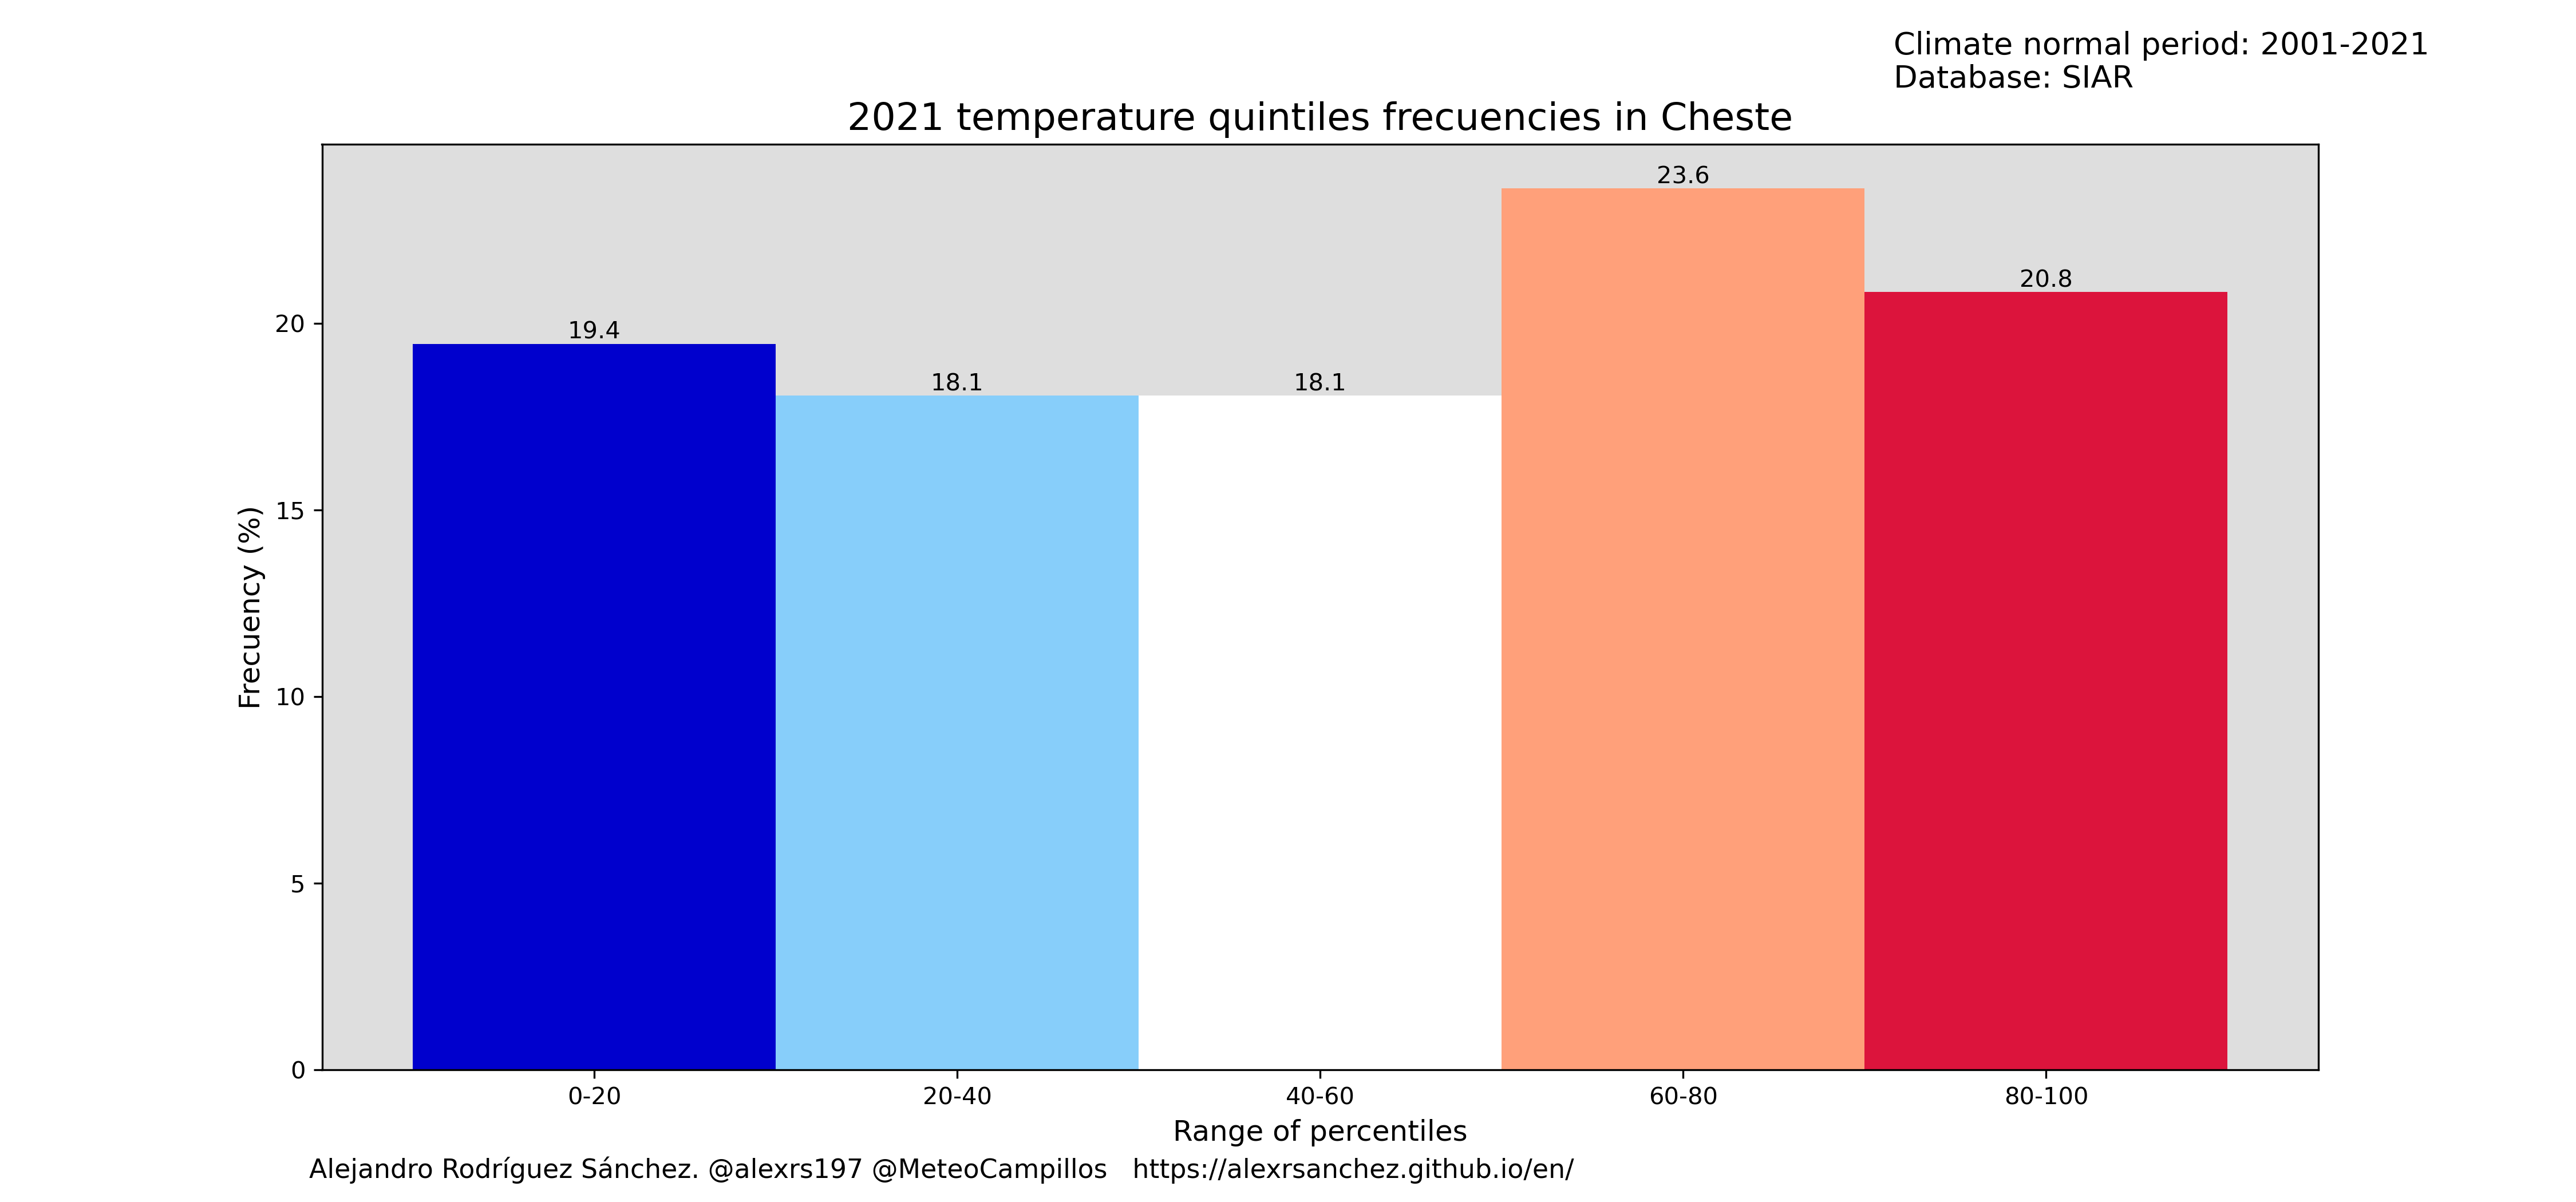 Climate normal period: 2001-2021
Database: SIAR
2021 temperature quintiles frecuencies in Cheste
23.6
20.8
20
19.4
18.1
18.1
15
Frecuency (%)
10
5
0
0-20
20-40
40-60
60-80
80-100
Range of percentiles
Alejandro Rodríguez Sánchez. @alexrs197 @MeteoCampillos   https://alexrsanchez.github.io/en/